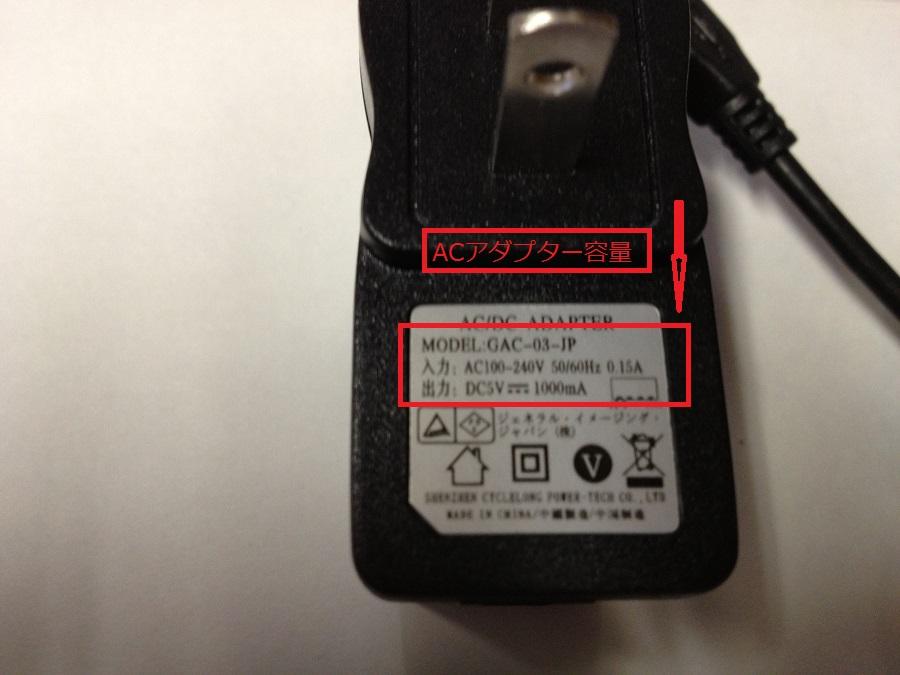 ACアダプター容量
AC/DC ADAPTER
MODEL:GAC-03-JP
入力: AC100-240V 50/60Hz 0.15A
出力: DC5V⎓1000mA
ジェネラル・イメージング・
ジャパン (株)
V
SHENZHEN CYCLELONG POWER-TECH CO.,LTD
MADE IN CHINA/中國製造/中国制造